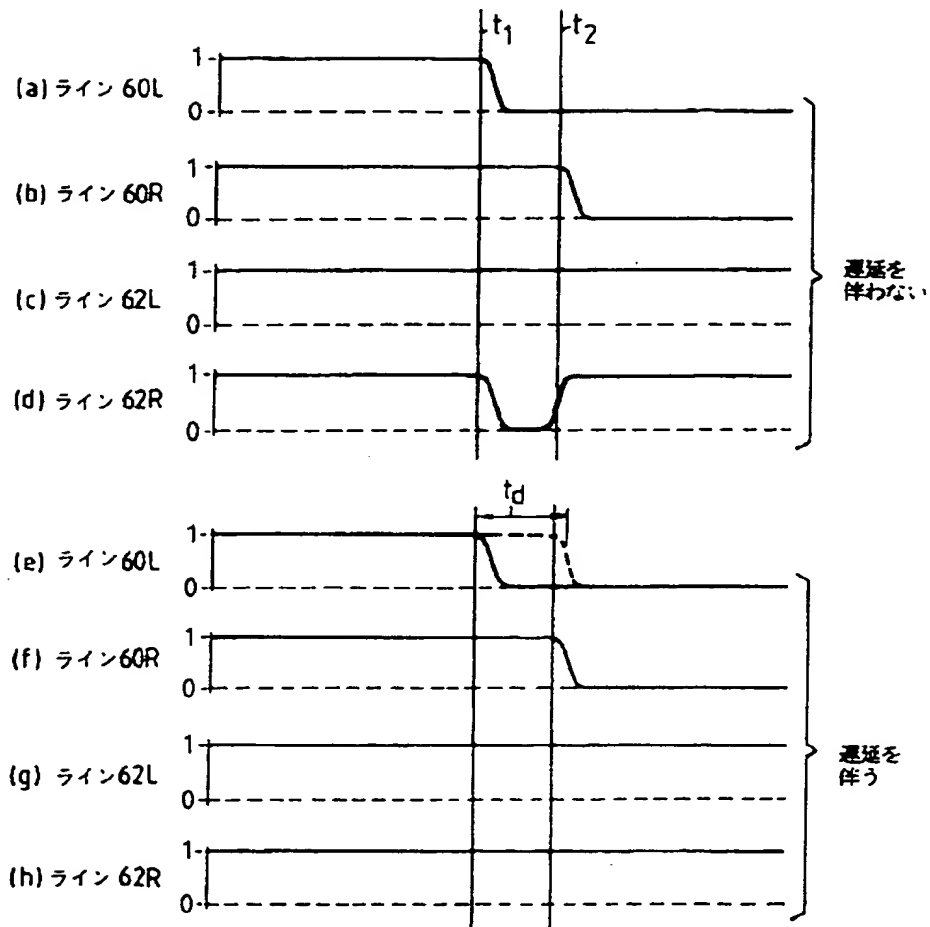 t1 t2
1
(a) ライン 60L
0
1
(b) ライン 60R
0
1
(c) ライン 62L
0
遅延を
伴わない
1
(d) ライン 62R
0
td
1
(e) ライン60L
0
1
(f) ライン60R
0
1
(g) ライン62L
0
遅延を
伴う
1
(h) ライン 62R
0